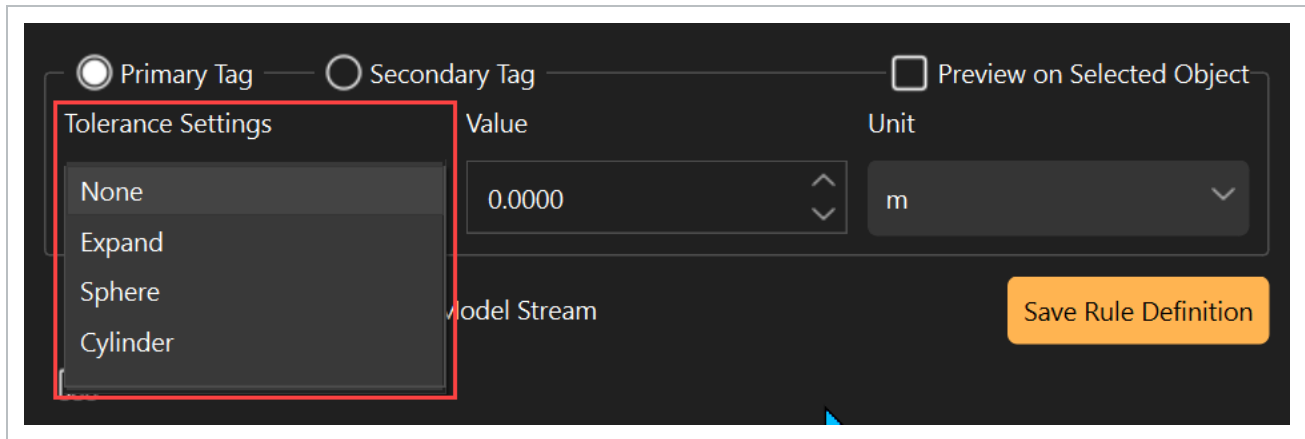 Primary Tag Secondary Tag Preview on Selected Object
Tolerance Settings Value Unit
None 0.0000 m
Expand
Sphere
Model Stream Save Rule Definition
Cylinder